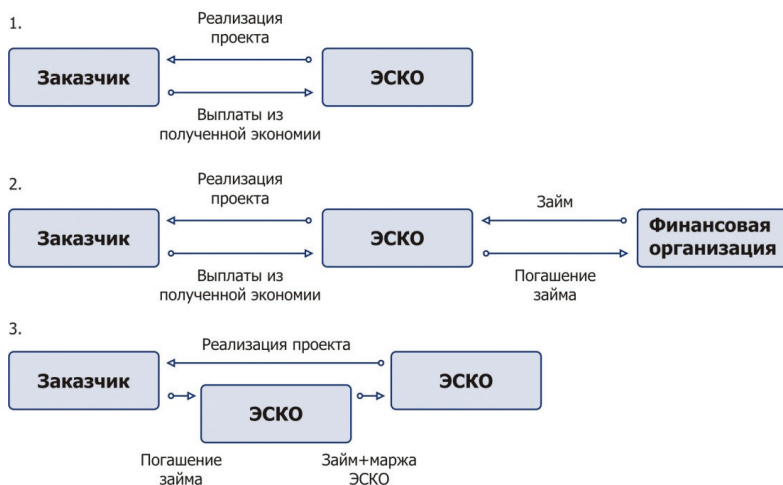 1.
Реализация
проекта
Заказчик
ЭСКО
Выплаты из
полученной экономии
2.
Реализация
проекта
Займ
Заказчик
ЭСКО
Финансовая
организация
Выплаты из
полученной экономии
Погашение
займа
3.
Реализация проекта
Заказчик
ЭСКО
ЭСКО
Погашение
займа
Займ+маржа
ЭСКО